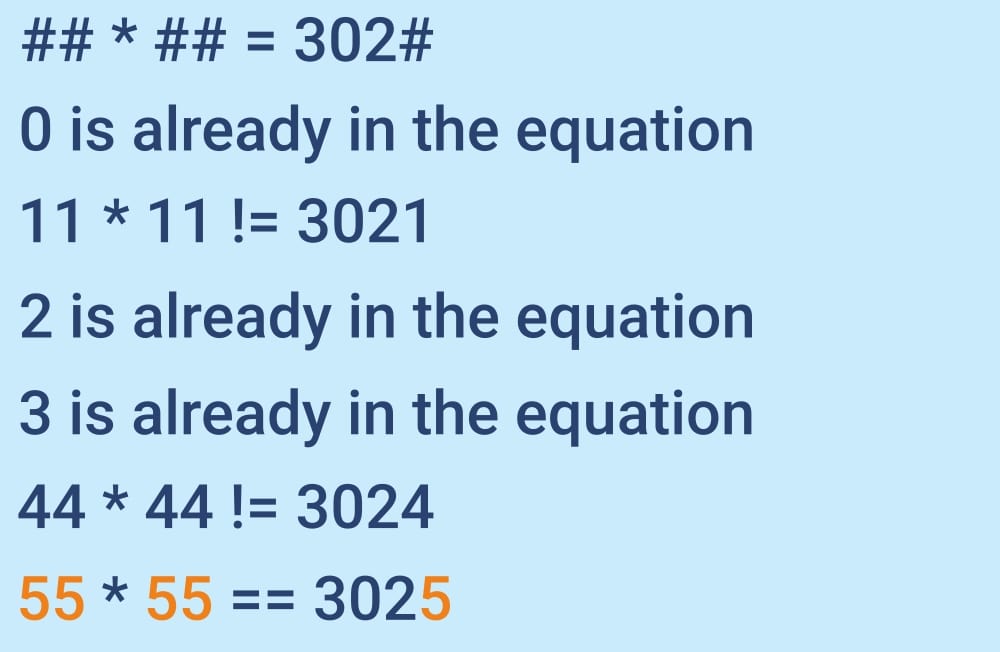 ## * ## = 302#
0 is already in the equation
11 * 11 != 3021
2 is already in the equation
3 is already in the equation
44 * 44 != 3024
55 * 55 == 3025